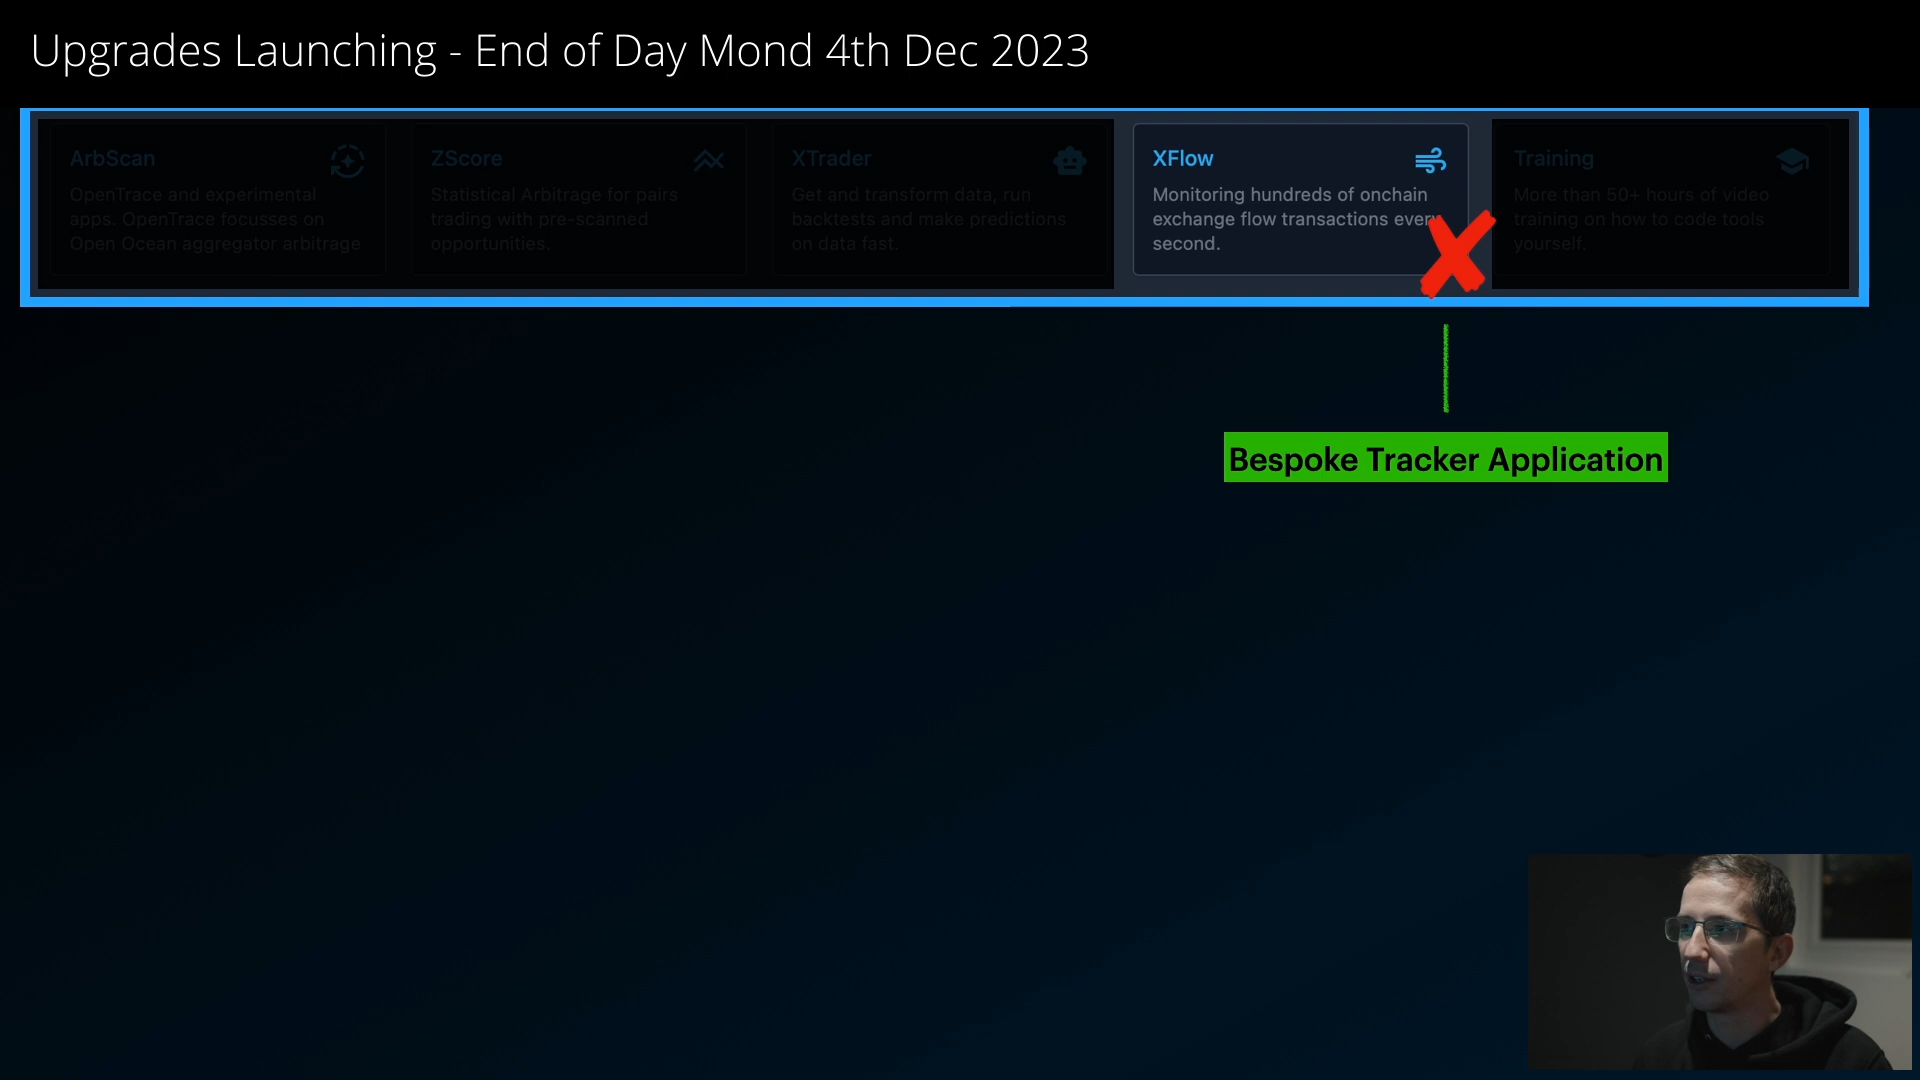 Upgrades Launching - End of Day Mond 4th Dec 2023
ArbScan
OpenTrace and experimental
apps. OpenTrace focusses on
Open Ocean aggregator arbitrage
ZScore
Statistical Arbitrage for pairs
trading with pre-scanned
opportunities.
XTrader
Get and transform data, run
backtests and make predictions
on data fast.
XFlow
Monitoring hundreds of onchain
exchange flow transactions every
second.
Training
More than 50+ hours of video
training on how to code tools
yourself.
Bespoke Tracker Application